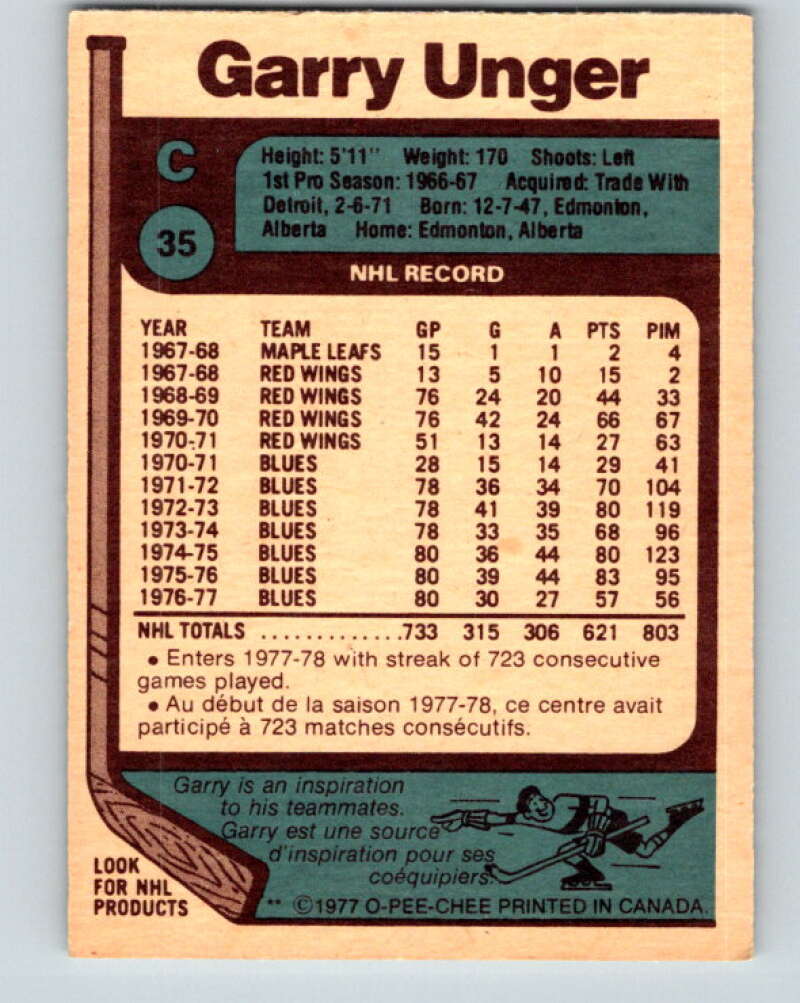 Garry Unger
C
35
Height: 5'11" Weight: 170 Shoots: Left
1st Pro Season: 1966-67 Acquired: Trade With
Detroit, 2-6-71 Born: 12-7-47, Edmonton,
Alberta Home: Edmonton, Alberta
NHL RECORD
YEAR TEAM GP G A PTS PIM
1967-68 MAPLE LEAFS 15 1 1 2 4
1967-68 RED WINGS 13 5 10 15 2
1968-69 RED WINGS 76 24 20 44 33
1969-70 RED WINGS 76 42 24 66 67
1970-71 RED WINGS 51 13 14 27 63
1970-71 BLUES 28 15 14 29 41
1971-72 BLUES 78 36 34 70 104
1972-73 BLUES 78 41 39 80 119
1973-74 BLUES 78 33 35 68 96
1974-75 BLUES 80 36 44 80 123
1975-76 BLUES 80 39 44 83 95
1976-77 BLUES 80 30 27 57 56
NHL TOTALS ..............733 315 306 621 803
• Enters 1977-78 with streak of 723 consecutive
games played.
• Au début de la saison 1977-78, ce centre avait
participé à 723 matches consécutifs.
Garry is an inspiration
to his teammates.
Garry est une source
d'inspiration pour ses
coéquipiers.
LOOK
FOR NHL
PRODUCTS
** ©1977 O-PEE-CHEE PRINTED IN CANADA.